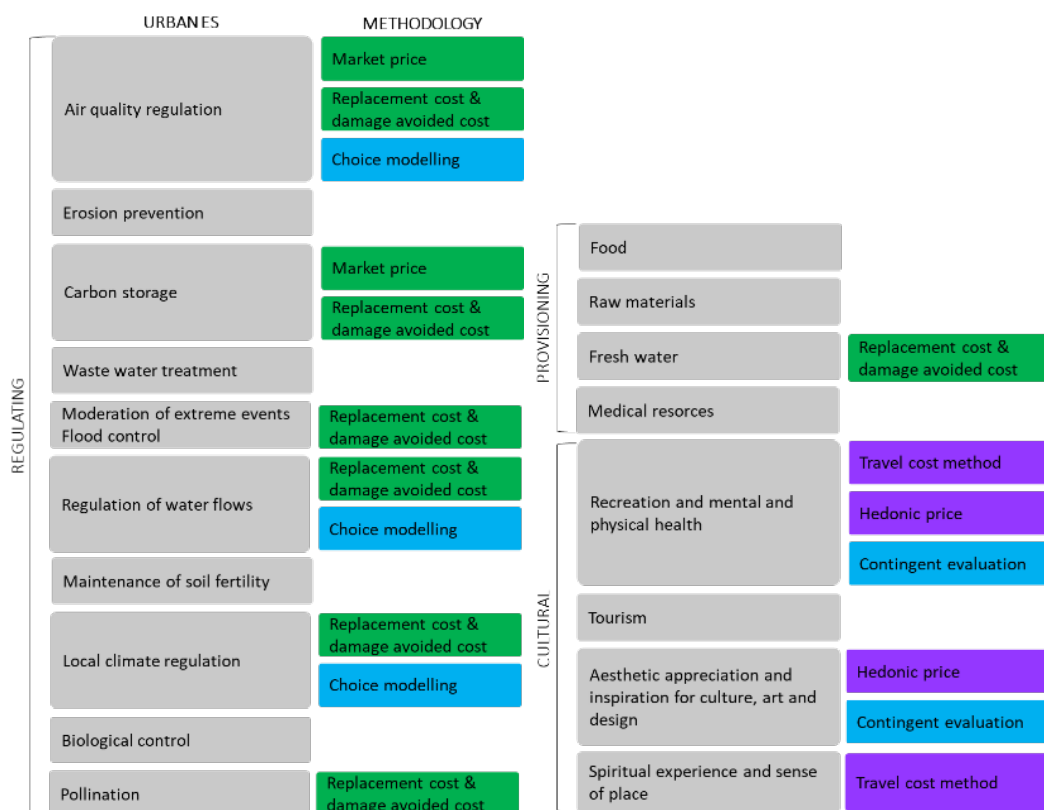 URBAN ES
METHODOLOGY
REGULATING
Air quality regulation
Market price
Replacement cost &
damage avoided cost
Choice modelling
Erosion prevention
Carbon storage
Market price
Replacement cost &
damage avoided cost
Waste water treatment
Moderation of extreme events
Flood control
Replacement cost &
damage avoided cost
Regulation of water flows
Replacement cost &
damage avoided cost
Choice modelling
Maintenance of soil fertility
Local climate regulation
Replacement cost &
damage avoided cost
Choice modelling
Biological control
Pollination
Replacement cost &
damage avoided cost
PROVISIONING
Food
Raw materials
Fresh water
Replacement cost &
damage avoided cost
Medical resorces
CULTURAL
Recreation and mental and
physical health
Travel cost method
Hedonic price
Contingent evaluation
Tourism
Aesthetic appreciation and
inspiration for culture, art and
design
Hedonic price
Contingent evaluation
Spiritual experience and sense
of place
Travel cost method